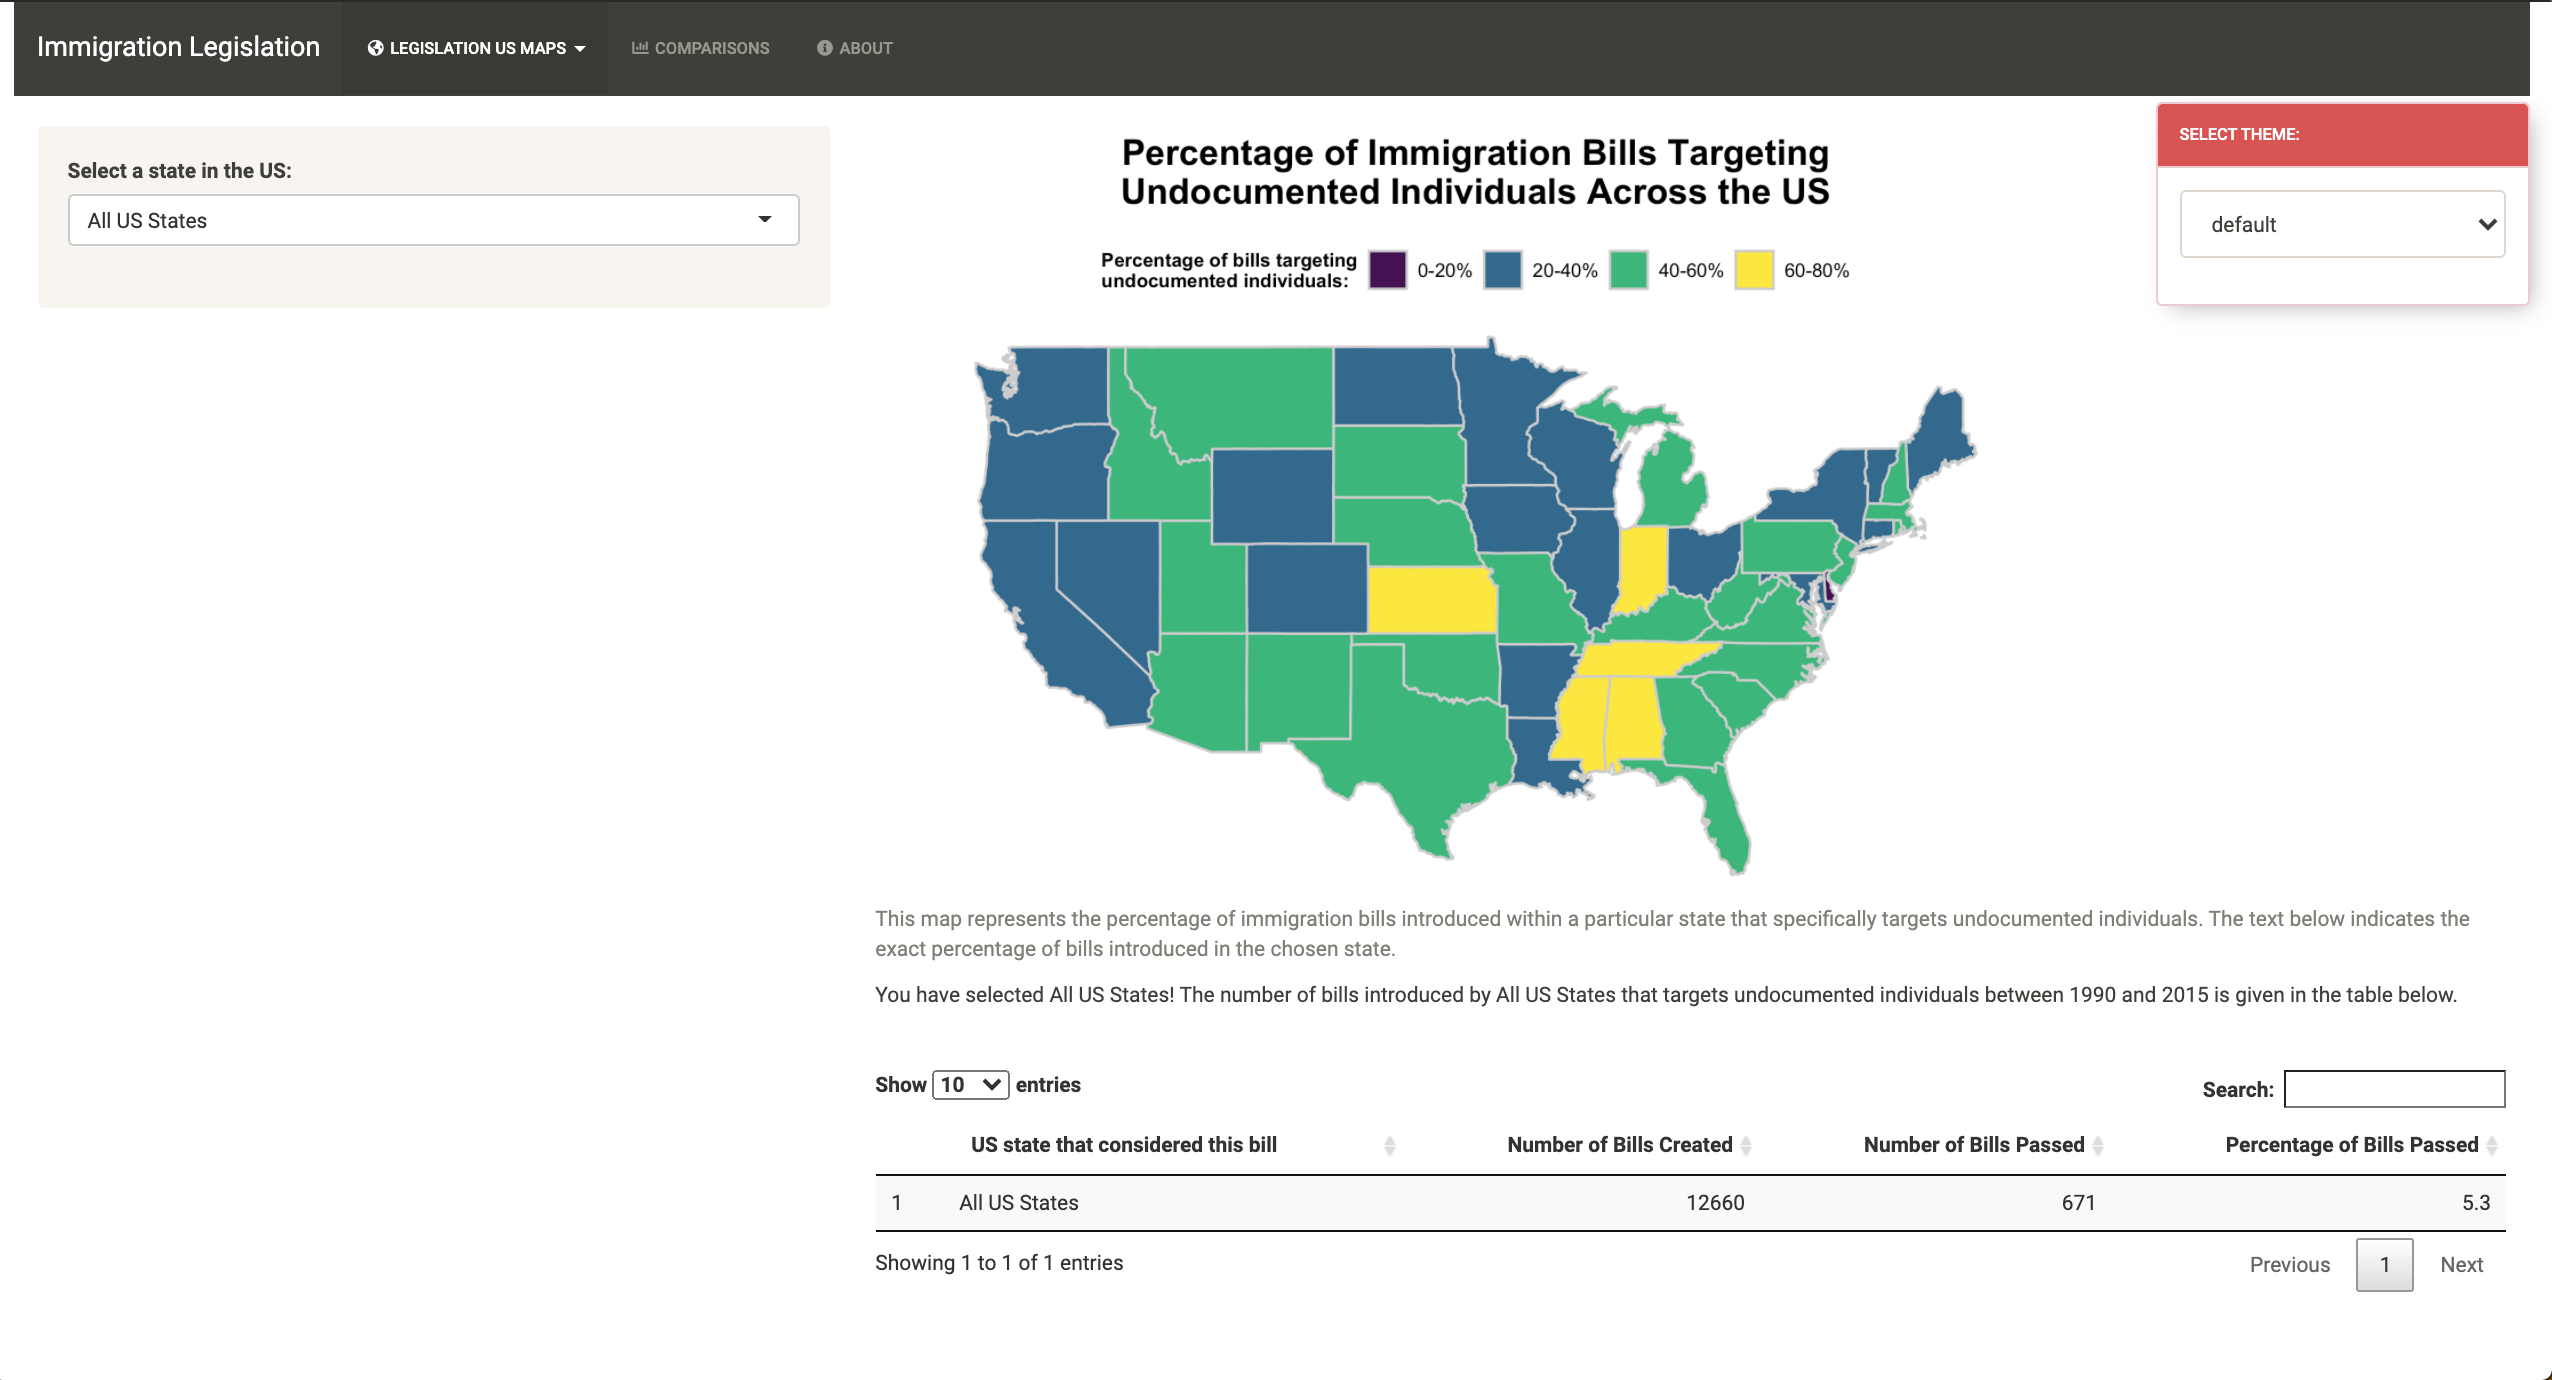 Immigration Legislation
LEGISLATION US MAPS
COMPARISONS
ABOUT
Select a state in the US:
All US States
Percentage of Immigration Bills Targeting
Undocumented Individuals Across the US
Percentage of bills targeting
undocumented individuals:
0-20%
20-40%
40-60%
60-80%
SELECT THEME:
default
This map represents the percentage of immigration bills introduced within a particular state that specifically targets undocumented individuals. The text below indicates the
exact percentage of bills introduced in the chosen state.
You have selected All US States! The number of bills introduced by All US States that targets undocumented individuals between 1990 and 2015 is given in the table below.
Show 10 entries
Search:
US state that considered this bill Number of Bills Created Number of Bills Passed Percentage of Bills Passed
1 All US States 12660 671 5.3
Showing 1 to 1 of 1 entries
Previous 1 Next